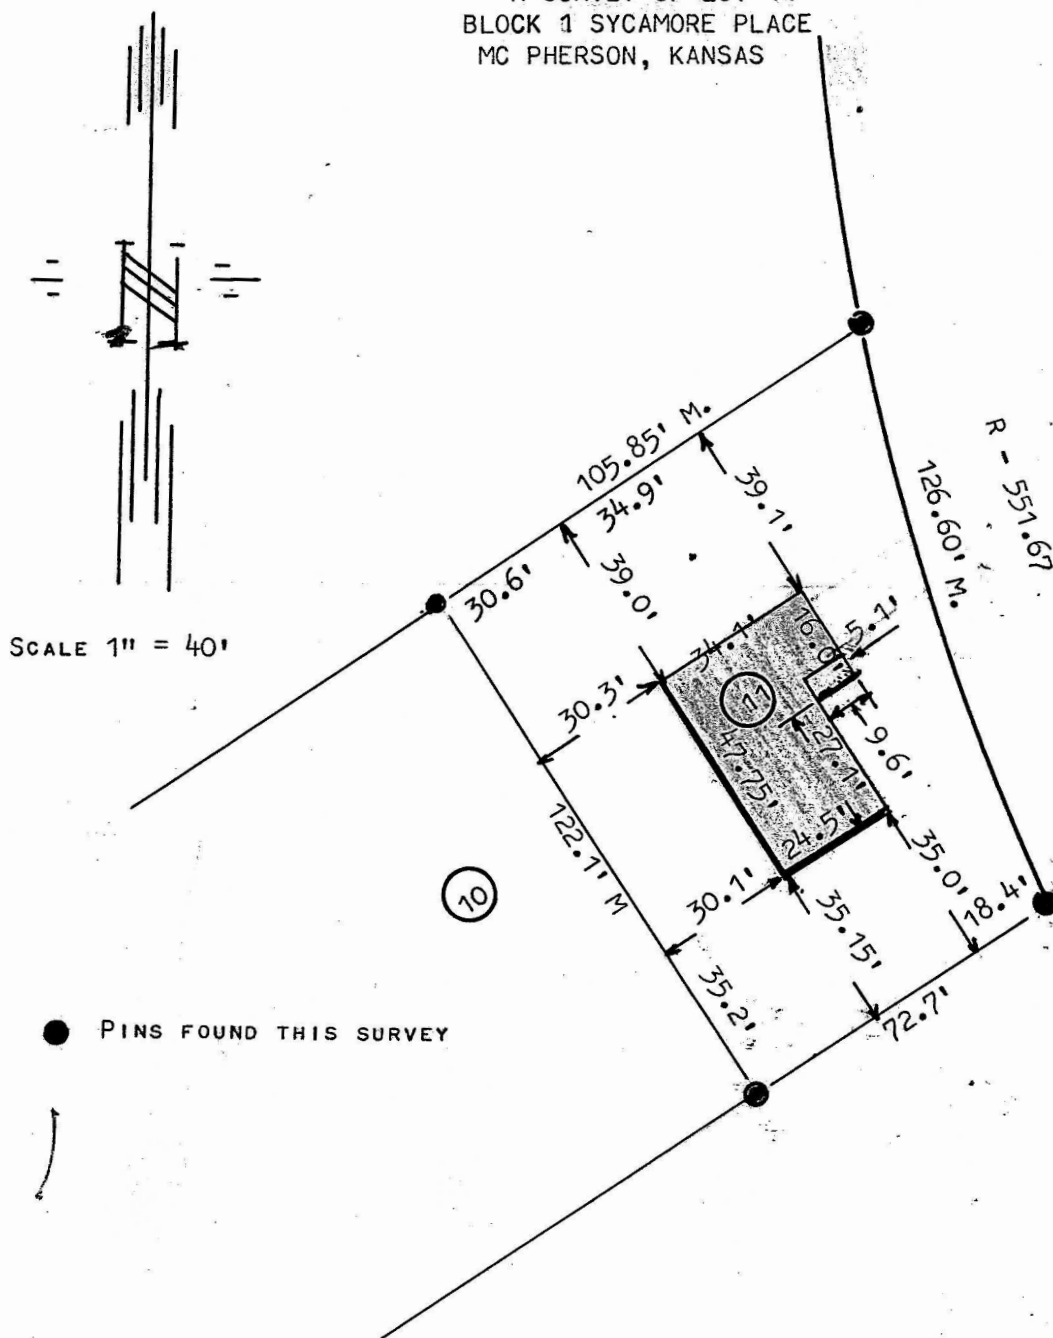 BLOCK 1 SYCAMORE PLACE
MC PHERSON, KANSAS
N
R - 551.67
105.85' M.
126.60' M.
34.9'
39.1'
30.6'
39.0'
SCALE 1" = 40'
34.1'
16.0'
5.1'
30.3'
11
47.75'
27.1'
9.6'
122.1' M
24.5'
35.0'
10
30.1'
35.15'
18.4'
35.2'
72.7'
PINS FOUND THIS SURVEY